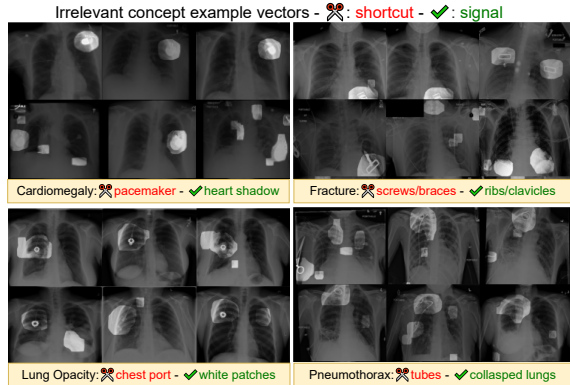 Irrelevant concept example vectors - ✂: shortcut - ✓: signal
Cardiomegaly: ✂ pacemaker - ✓ heart shadow
Fracture: ✂ screws/braces - ✓ ribs/clavicles
Lung Opacity: ✂ chest port - ✓ white patches
Pneumothorax: ✂ tubes - ✓ collasped lungs